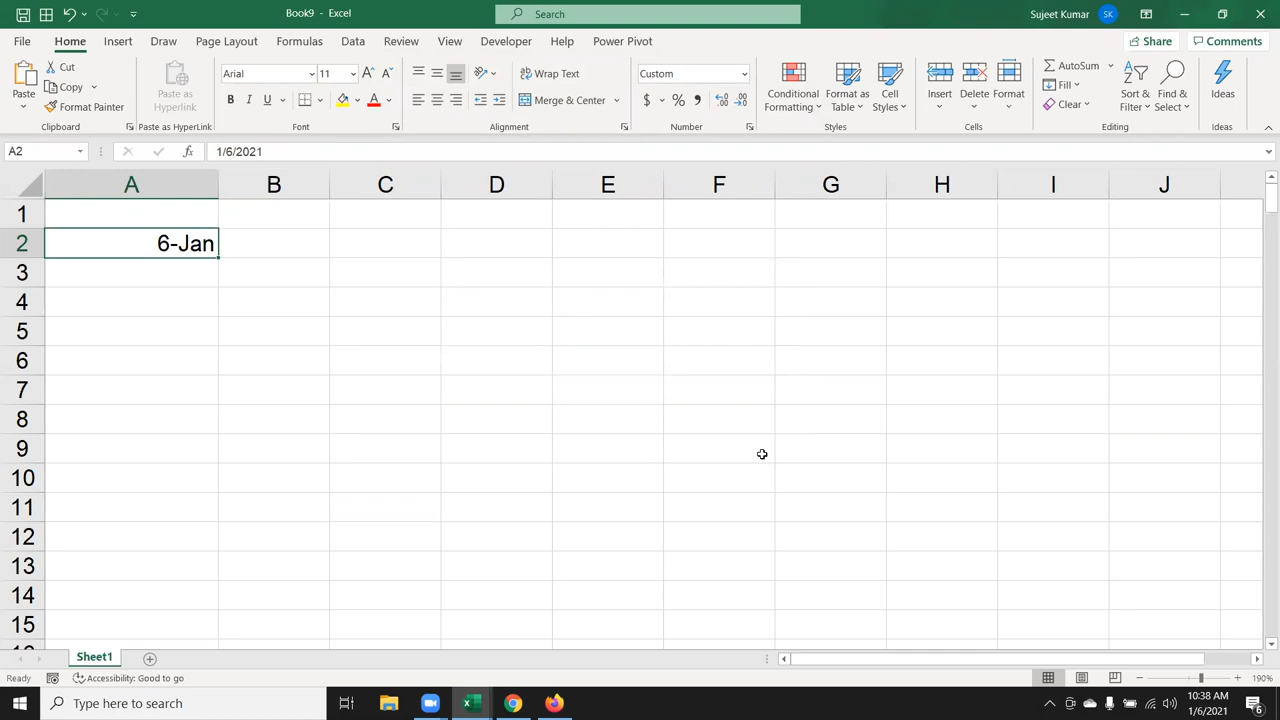 Book9 - Excel
Search
Sujeet Kumar
SK
File Home Insert Draw Page Layout Formulas Data Review View Developer Help Power Pivot
Share Comments
Paste
Cut
Copy
Format Painter
Clipboard
Paste as
Hyperlink
Paste as HyperLink
Arial 11
B I U
Font
Wrap Text
Merge & Center
Alignment
Custom
$ % ,
Number
Conditional
Formatting
Format as
Table
Cell
Styles
Styles
Insert Delete Format
Cells
AutoSum
Fill
Clear
Sort &
Filter
Find &
Select
Editing
Ideas
Ideas
A2 fx 1/6/2021
A B C D E F G H I J
1
2 6-Jan
3
4
5
6
7
8
9
10
11
12
13
14
15
Sheet1
Ready Accessibility: Good to go 190%
Type here to search
10:38 AM
1/6/2021
6